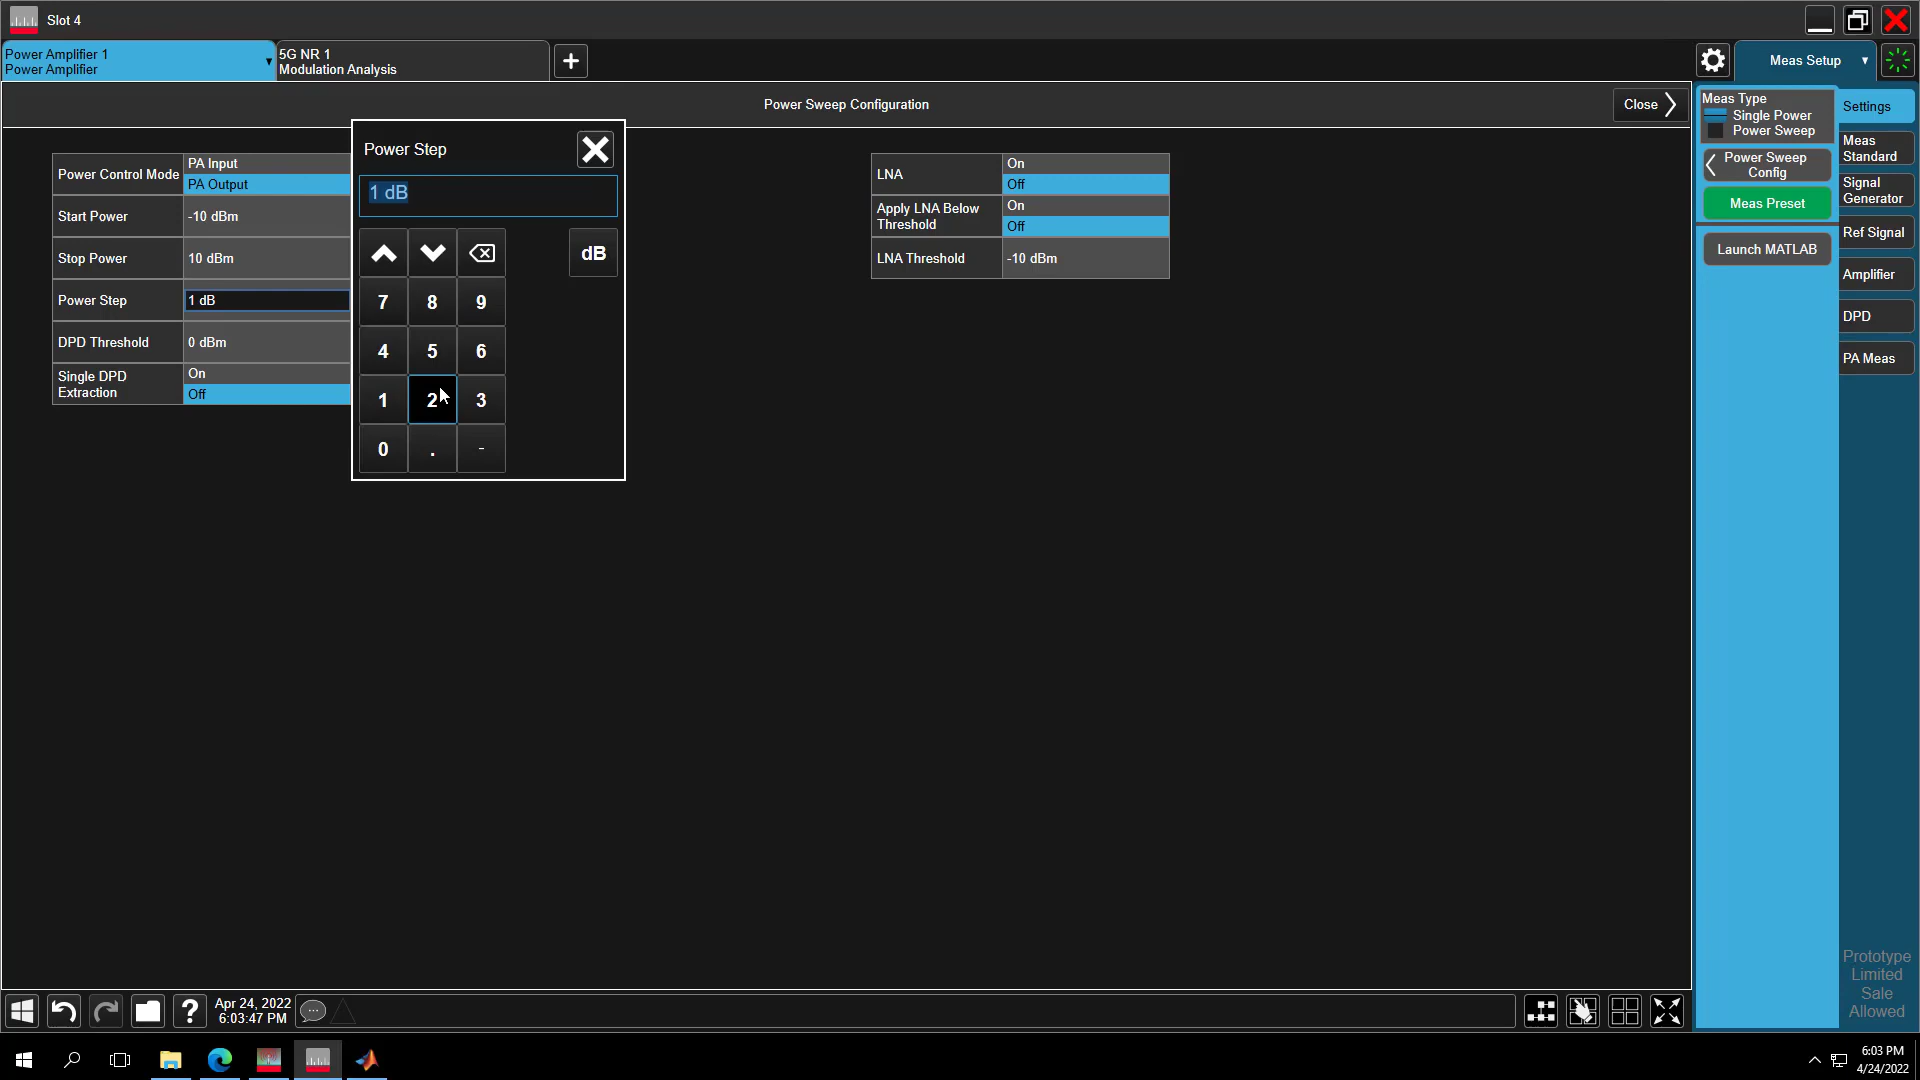 Slot 4
Power Amplifier 1
Power Amplifier
5G NR 1
Modulation Analysis
Meas Setup
Power Sweep Configuration
Close
Power Control Mode
PA Input
PA Output
Start Power
-10 dBm
Stop Power
10 dBm
Power Step
1 dB
DPD Threshold
0 dBm
Single DPD
Extraction
On
Off
Power Step
1 dB
dB
7 8 9
4 5 6
1 2 3
0 . -
LNA
On
Off
Apply LNA Below
Threshold
On
Off
LNA Threshold
-10 dBm
Meas Type
Single Power
Power Sweep
Power Sweep
Config
Meas Preset
Launch MATLAB
Settings
Meas
Standard
Signal
Generator
Ref Signal
Amplifier
DPD
PA Meas
Prototype
Limited
Sale
Allowed
?
Apr 24, 2022
6:03:47 PM
6:03 PM
4/24/2022